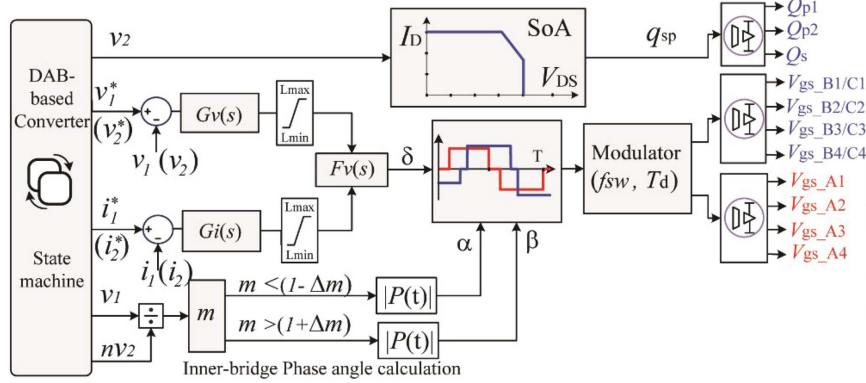 DAB-
based
Converter
State
machine
v2
v1*
(v2*)
v1 (v2)
Gv(s)
Lmax
Lmin
i1*
(i2*)
i1 (i2)
Gi(s)
Lmax
Lmin
Fv(s)
δ
v1
nv2
÷
m
m <(1- Δm)
m >(1+Δm)
|P(t)|
|P(t)|
α
β
Inner-bridge Phase angle calculation
ID
SoA
VDS
qsp
T
Modulator
(fsw, Td)
Qp1
Qp2
Qs
Vgs_B1/C1
Vgs_B2/C2
Vgs_B3/C3
Vgs_B4/C4
Vgs_A1
Vgs_A2
Vgs_A3
Vgs_A4